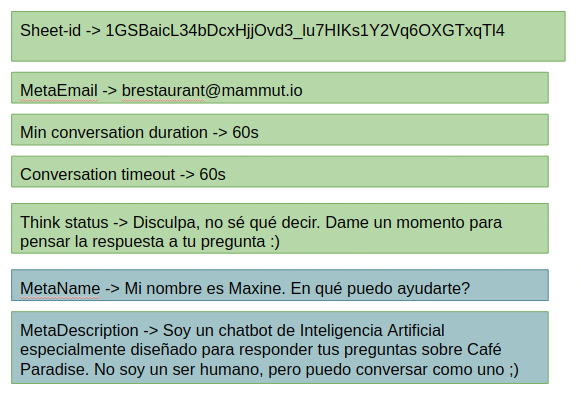 Sheet-id -> 1GSBaicL34bDcxHjjOvd3_lu7HIKs1Y2Vq6OXGTxqTl4
MetaEmail -> brestaurant@mammut.io
Min conversation duration -> 60s
Conversation timeout -> 60s
Think status -> Disculpa, no sé qué decir. Dame un momento para
pensar la respuesta a tu pregunta :)
MetaName -> Mi nombre es Maxine. En qué puedo ayudarte?
MetaDescription -> Soy un chatbot de Inteligencia Artificial
especialmente diseñado para responder tus preguntas sobre Café
Paradise. No soy un ser humano, pero puedo conversar como uno ;)